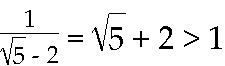 1/(√5 - 2) = √5 + 2 > 1